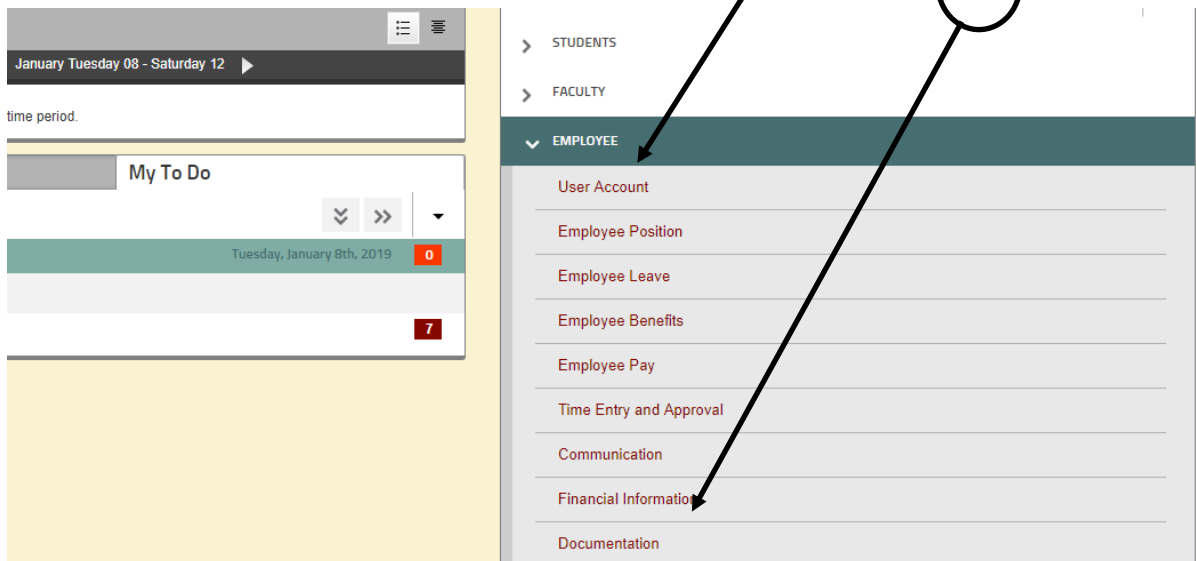 January Tuesday 08 - Saturday 12
time period.
My To Do
Tuesday, January 8th, 2019 0
7
STUDENTS
FACULTY
EMPLOYEE
User Account
Employee Position
Employee Leave
Employee Benefits
Employee Pay
Time Entry and Approval
Communication
Financial Information
Documentation